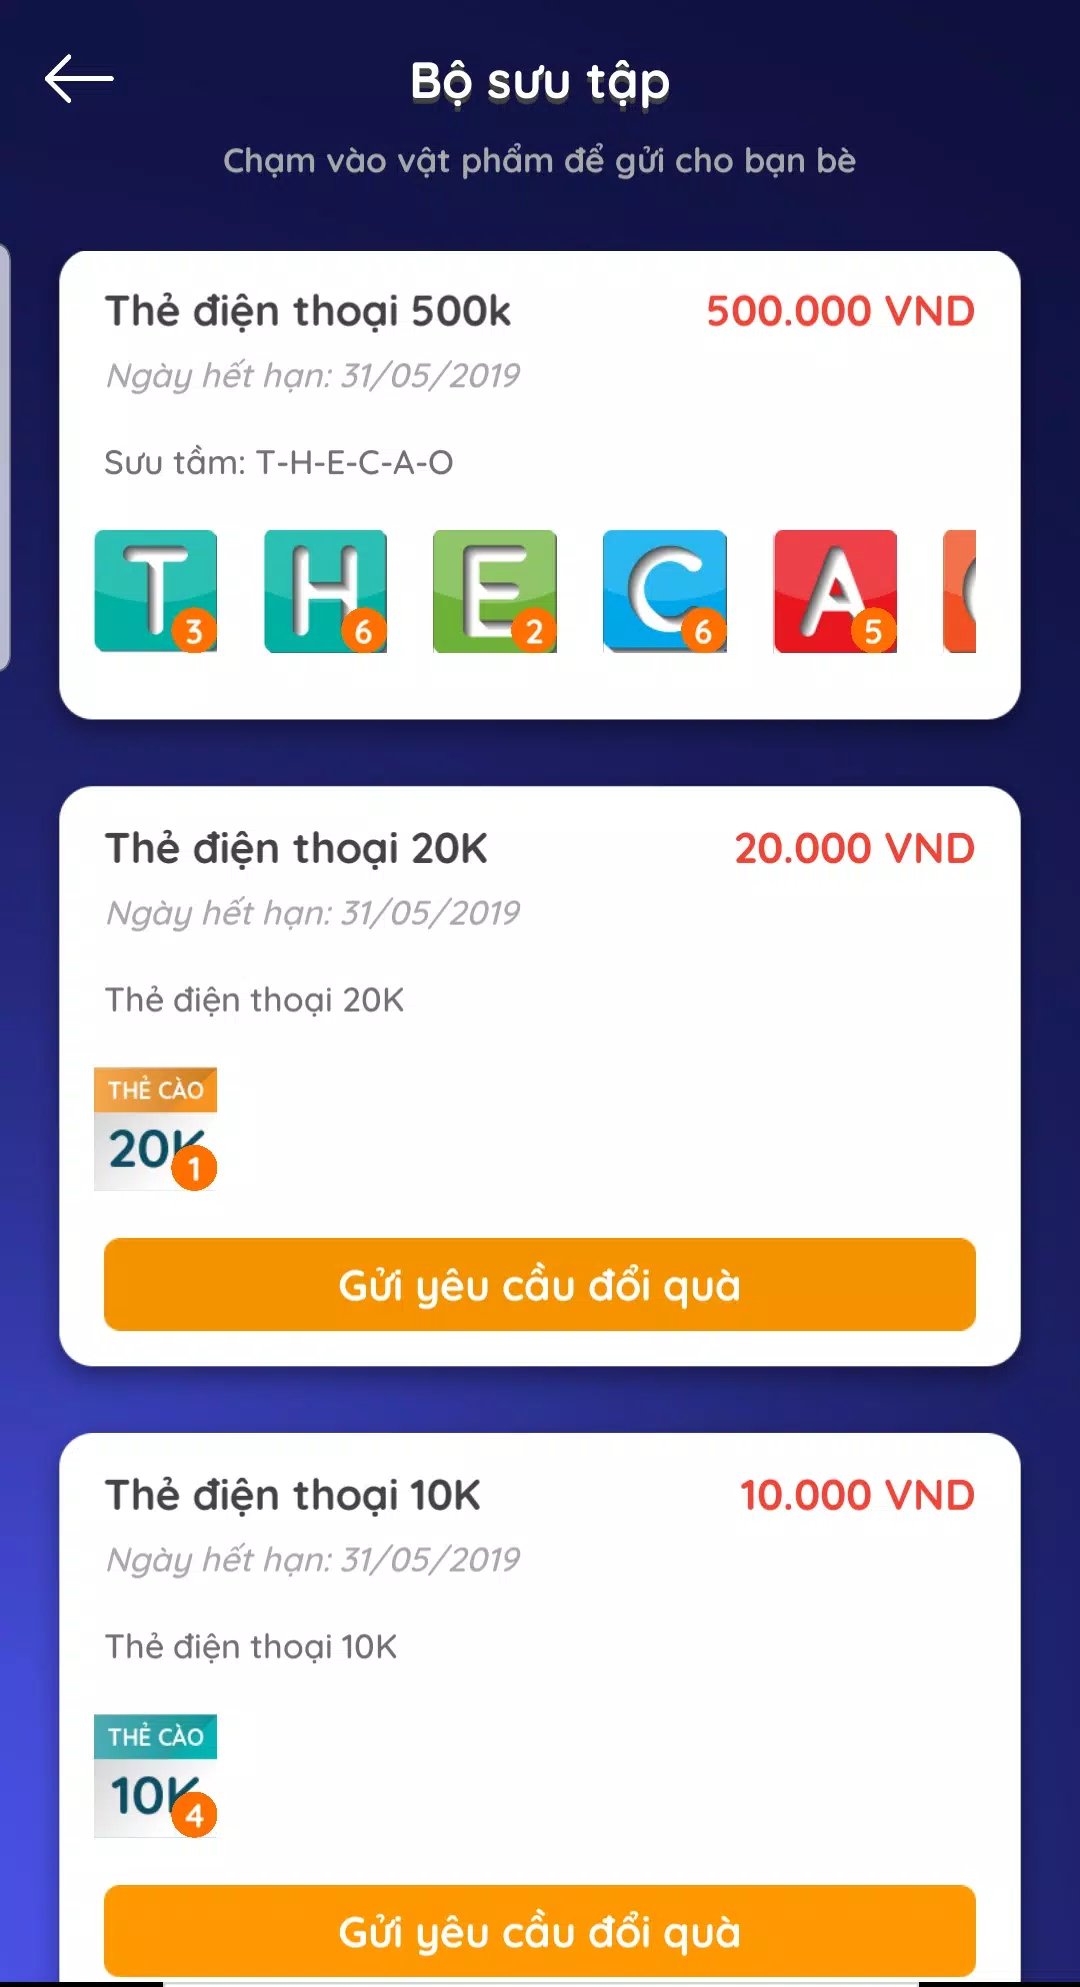 Bộ sưu tập
Chạm vào vật phẩm để gửi cho bạn bè
Thẻ điện thoại 500k 500.000 VND
Ngày hết hạn: 31/05/2019
Sưu tầm: T-H-E-C-A-O
T H E C A
3 6 2 6 5
Thẻ điện thoại 20K 20.000 VND
Ngày hết hạn: 31/05/2019
Thẻ điện thoại 20K
THẺ CÀO
20K
1
Gửi yêu cầu đổi quà
Thẻ điện thoại 10K 10.000 VND
Ngày hết hạn: 31/05/2019
Thẻ điện thoại 10K
THẺ CÀO
10K
4
Gửi yêu cầu đổi quà